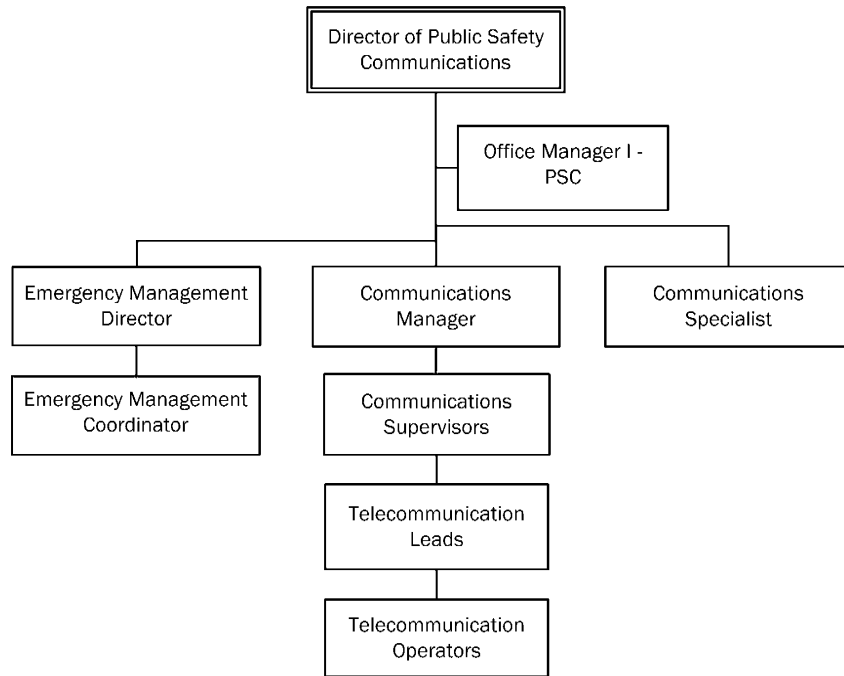 Director of Public Safety
Communications
Office Manager I -
PSC
Emergency Management
Director
Communications
Manager
Communications
Specialist
Emergency Management
Coordinator
Communications
Supervisors
Telecommunication
Leads
Telecommunication
Operators